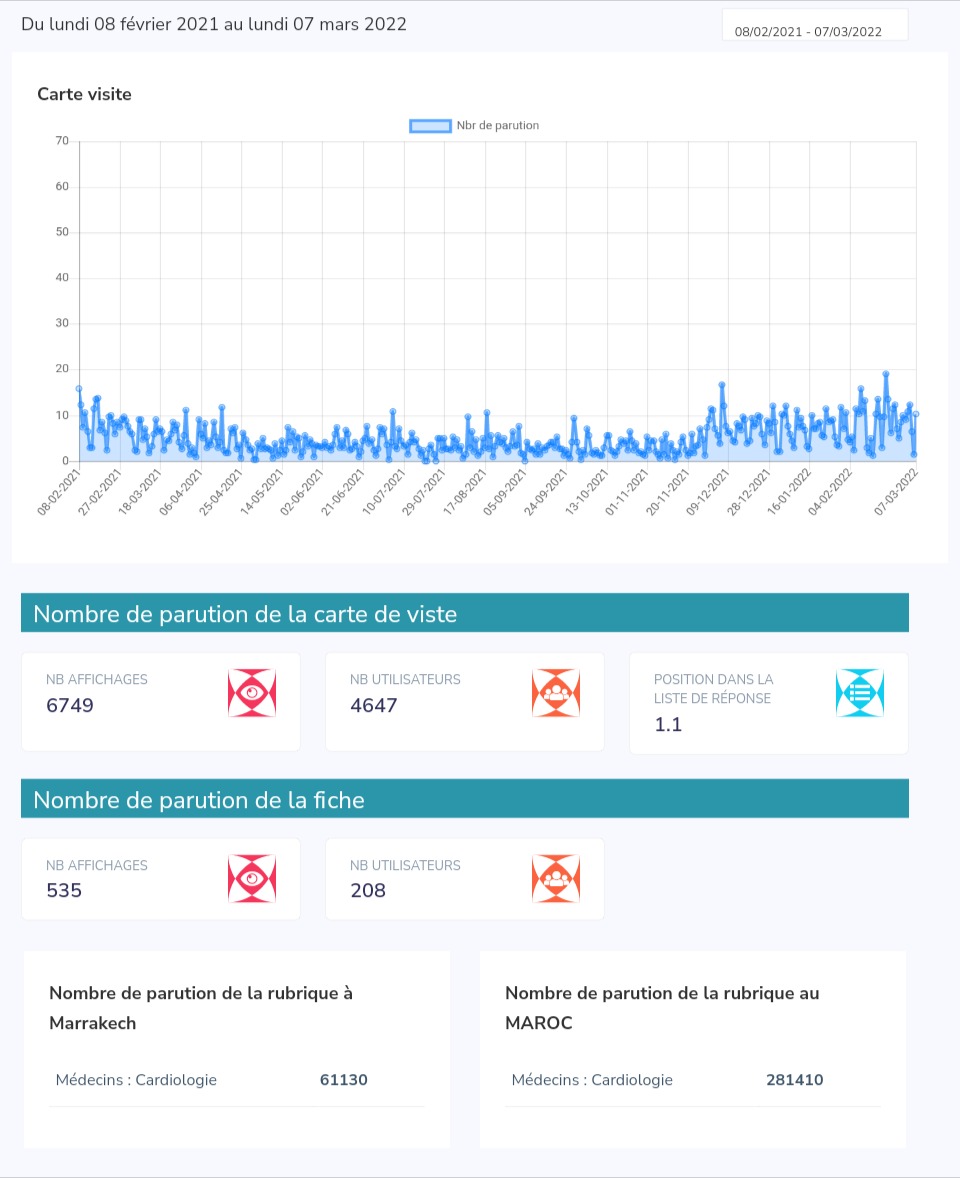 Du lundi 08 février 2021 au lundi 07 mars 2022
08/02/2021 - 07/03/2022
Carte visite
Nbr de parution
70
60
50
40
30
20
10
0
08-02-2021
27-02-2021
18-03-2021
06-04-2021
25-04-2021
14-05-2021
02-06-2021
21-06-2021
10-07-2021
29-07-2021
17-08-2021
05-09-2021
24-09-2021
13-10-2021
01-11-2021
20-11-2021
09-12-2021
28-12-2021
16-01-2022
04-02-2022
07-03-2022
Nombre de parution de la carte de viste
NB AFFICHAGES
6749
NB UTILISATEURS
4647
POSITION DANS LA
LISTE DE RÉPONSE
1.1
Nombre de parution de la fiche
NB AFFICHAGES
535
NB UTILISATEURS
208
Nombre de parution de la rubrique à
Marrakech
Médecins : Cardiologie 61130
Nombre de parution de la rubrique au
MAROC
Médecins : Cardiologie 281410